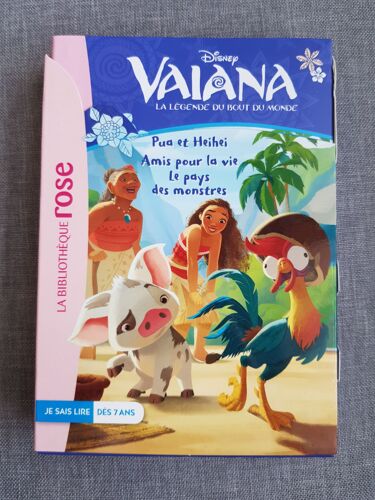 Disney
VAIANA
LA LÉGENDE DU BOUT DU MONDE
Pua et Heihei
Amis pour la vie
Le pays
des monstres
LA BIBLIOTHÈQUE rose
JE SAIS LIRE DÈS 7 ANS